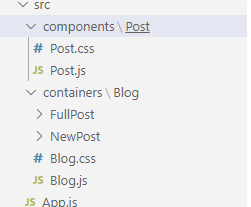 src
components \ Post
# Post.css
JS Post.js
containers \ Blog
FullPost
NewPost
# Blog.css
JS Blog.js
JS App.js